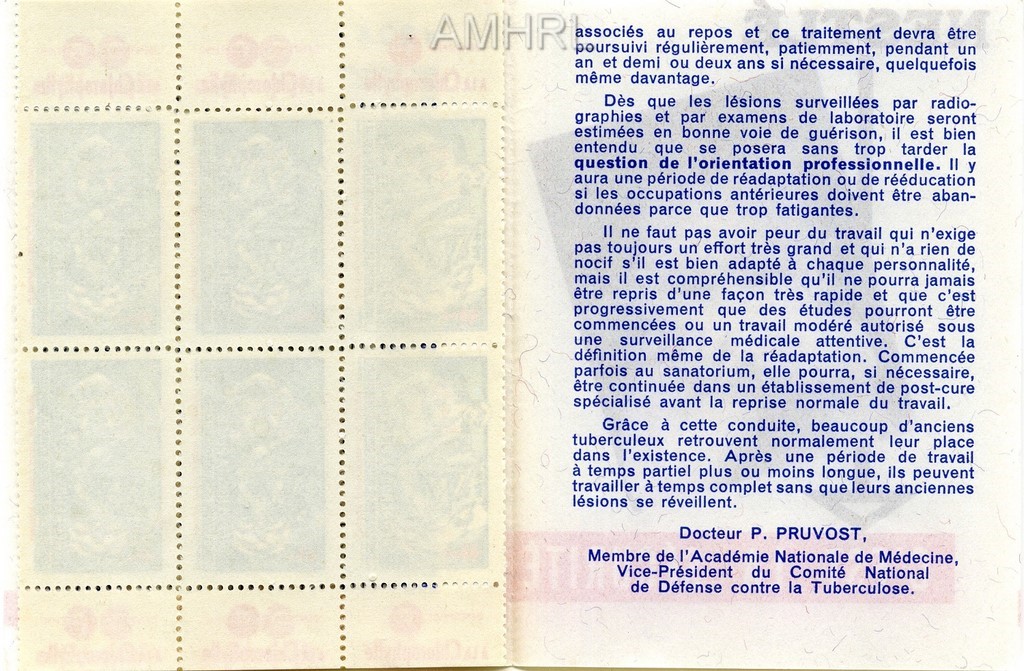 AMHRI
NESTLÉ
associés au repos et ce traitement devra être
poursuivi régulièrement, patiemment, pendant un
an et demi ou deux ans si nécessaire, quelquefois
même davantage.
Dès que les lésions surveillées par radio-
graphies et par examens de laboratoire seront
estimées en bonne voie de guérison, il est bien
entendu que se posera sans trop tarder la
question de l'orientation professionnelle. Il y
aura une période de réadaptation ou de rééducation
si les occupations antérieures doivent être aban-
données parce que trop fatigantes.
Il ne faut pas avoir peur du travail qui n'exige
pas toujours un effort très grand et qui n'a rien de
nocif s'il est bien adapté à chaque personnalité,
mais il est compréhensible qu'il ne pourra jamais
être repris d'une façon très rapide et que c'est
progressivement que des études pourront être
commencées ou un travail modéré autorisé sous
une surveillance médicale attentive. C'est la
définition même de la réadaptation. Commencée
parfois au sanatorium, elle pourra, si nécessaire,
être continuée dans un établissement de post-cure
spécialisé avant la reprise normale du travail.
Grâce à cette conduite, beaucoup d'anciens
tuberculeux retrouvent normalement leur place
dans l'existence. Après une période de travail
à temps partiel plus ou moins longue, ils peuvent
travailler à temps complet sans que leurs anciennes
lésions se réveillent.
Docteur P. PRUVOST,
Membre de l'Académie Nationale de Médecine,
Vice-Président du Comité National
de Défense contre la Tuberculose.